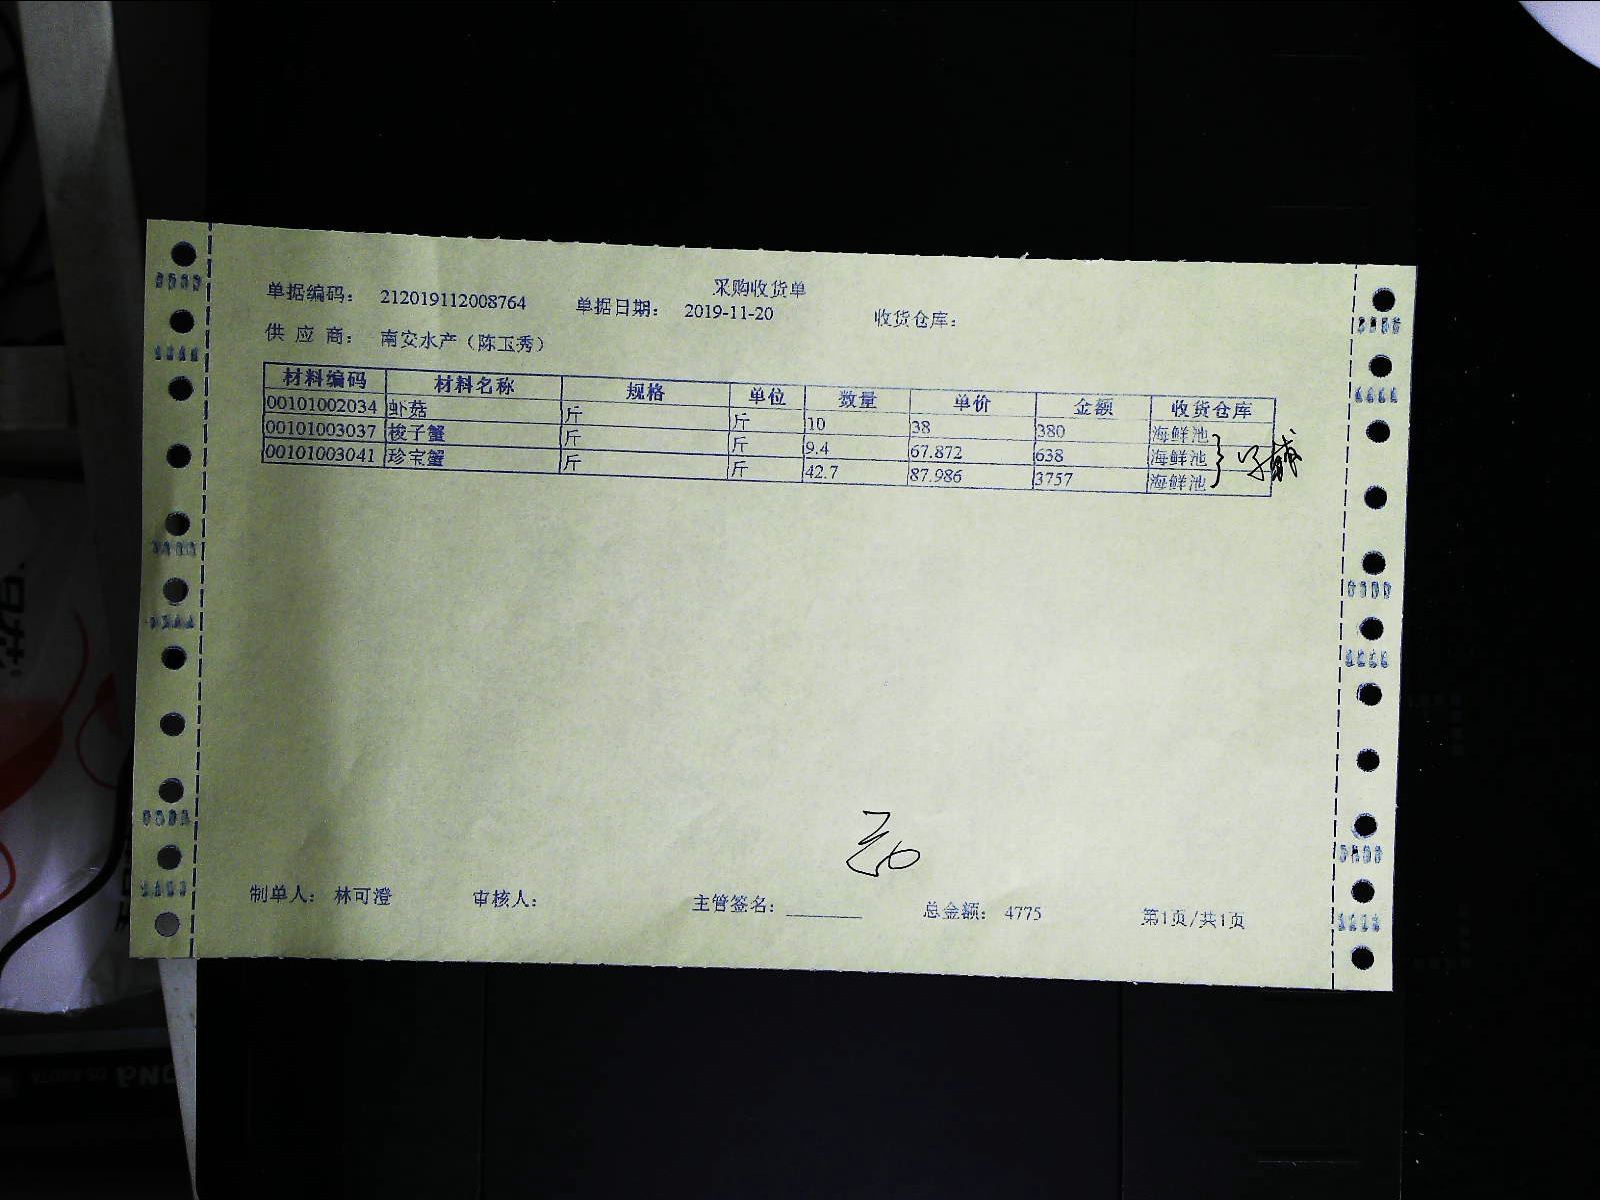 采购收货单
单据编码： 212019112008764 单据日期： 2019-11-20 收货仓库：
供 应 商： 南安水产（陈玉秀）
材料编码 材料名称 规格 单位 数量 单价 金额 收货仓库
00101002034 虾菇 斤 斤 10 38 380 海鲜池
00101003037 梭子蟹 斤 斤 9.4 67.872 638 海鲜池
00101003041 珍宝蟹 斤 斤 42.7 87.986 3757 海鲜池
制单人： 林可澄 审核人： 主管签名：_______ 总金额： 4775 第1页/共1页